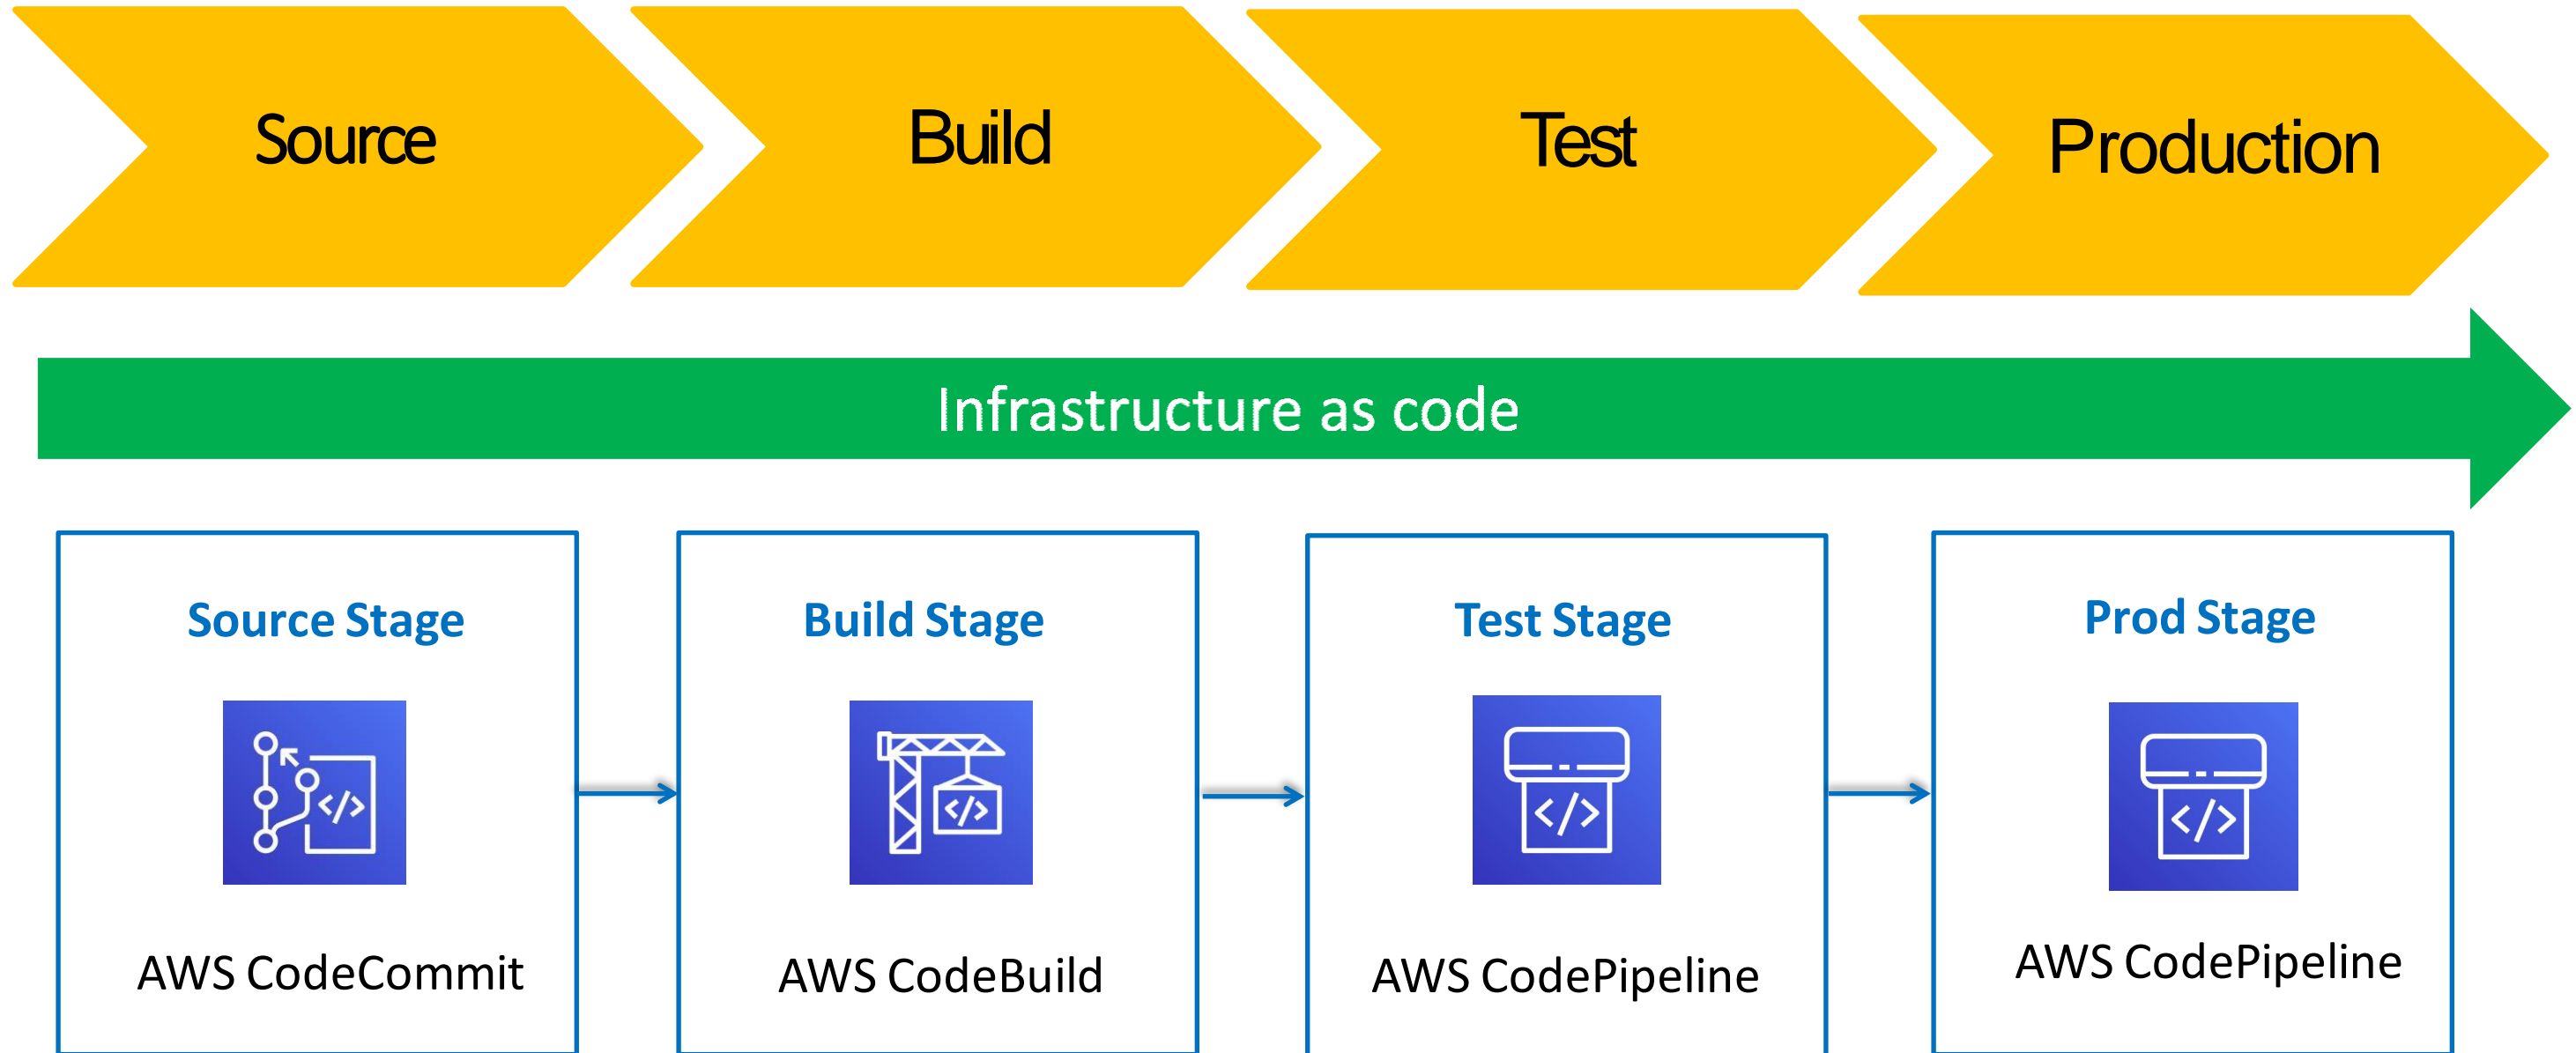 Source
Build
Test
Production
Infrastructure as code
Source Stage
Build Stage
Test Stage
Prod Stage
AWS CodeCommit
AWS CodeBuild
AWS CodePipeline
AWS CodePipeline